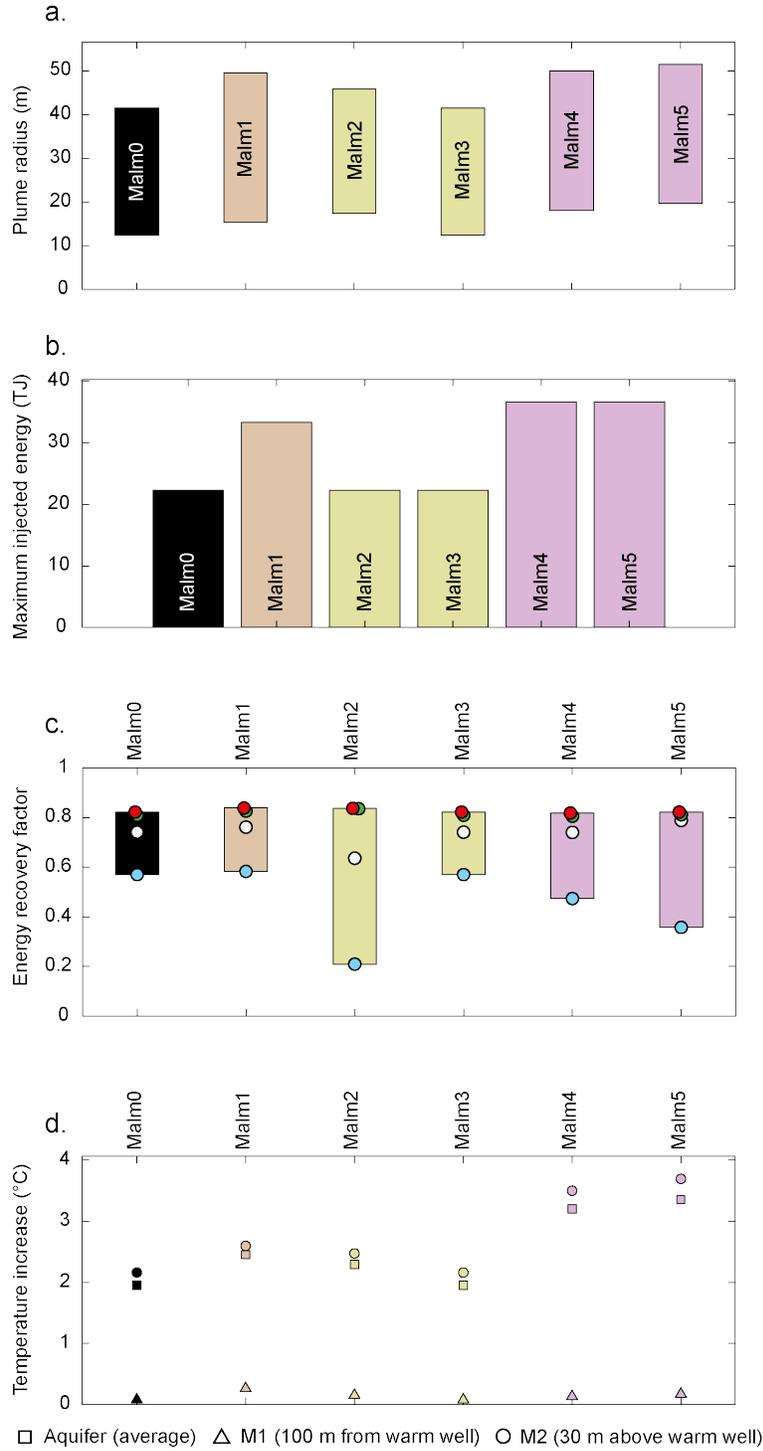 a.
Plume radius (m)
50
40
30
20
10
0
Malm0
Malm1
Malm2
Malm3
Malm4
Malm5
b.
Maximum injected energy (TJ)
40
30
20
10
0
Malm0
Malm1
Malm2
Malm3
Malm4
Malm5
c.
Malm0
Malm1
Malm2
Malm3
Malm4
Malm5
Energy recovery factor
1
0.8
0.6
0.4
0.2
0
d.
Malm0
Malm1
Malm2
Malm3
Malm4
Malm5
Temperature increase (°C)
4
3
2
1
0
Aquifer (average) M1 (100 m from warm well) M2 (30 m above warm well)